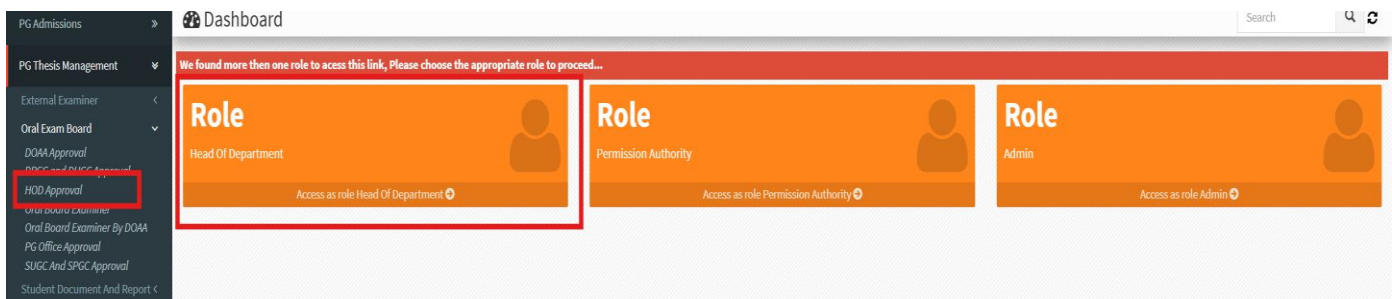 PG Admissions
Dashboard
Search
PG Thesis Management
We found more then one role to acess this link, Please choose the appropriate role to proceed...
External Examiner
Oral Exam Board
DOAA Approval
HOD Approval
Oral Board Examiner
Oral Board Examiner By DOAA
PG Office Approval
SUGC And SPGC Approval
Student Document And Report
Role
Head Of Department
Access as role Head Of Department
Role
Permission Authority
Access as role Permission Authority
Role
Admin
Access as role Admin